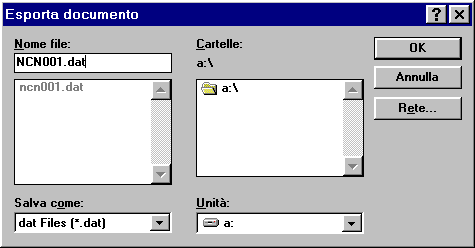 Esporta documento
Nome file:
NCN001.dat
ncn001.dat
Salva come:
dat Files (*.dat)
Cartelle:
a:\
a:\
Unità:
a:
OK
Annulla
Rete...